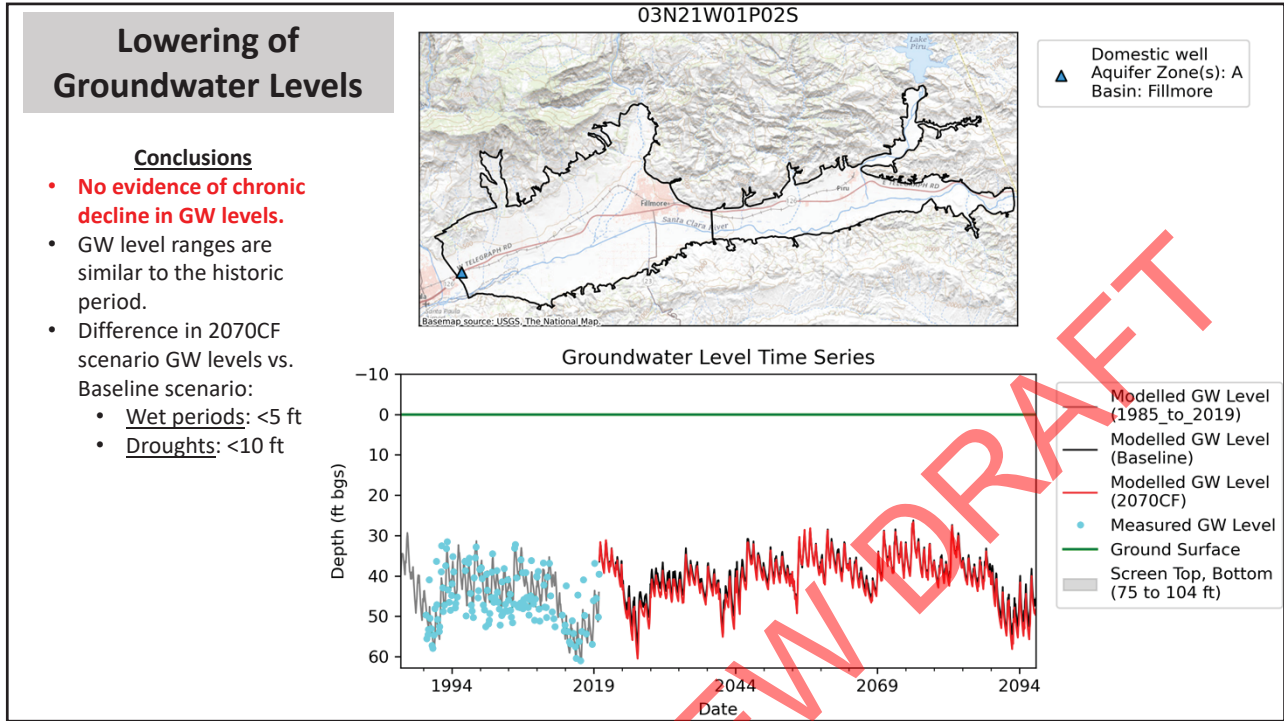 Lowering of
Groundwater Levels
Conclusions
• No evidence of chronic
decline in GW levels.
• GW level ranges are
similar to the historic
period.
• Difference in 2070CF
scenario GW levels vs.
Baseline scenario:
• Wet periods: <5 ft
• Droughts: <10 ft
03N21W01P02S
Lake
Piru
Piru
E TELEGRAPH RD
126
Fillmore
Santa Clara River
TELEGRAPH RD
126
Santa Paula
Basemap source: USGS, The National Map.
Domestic well
Aquifer Zone(s): A
Basin: Fillmore
Groundwater Level Time Series
Depth (ft bgs)
−10
0
10
20
30
40
50
60
1994
2019
2044
2069
2094
Date
Modelled GW Level
(1985_to_2019)
Modelled GW Level
(Baseline)
Modelled GW Level
(2070CF)
Measured GW Level
Ground Surface
Screen Top, Bottom
(75 to 104 ft)
EW DRAFT